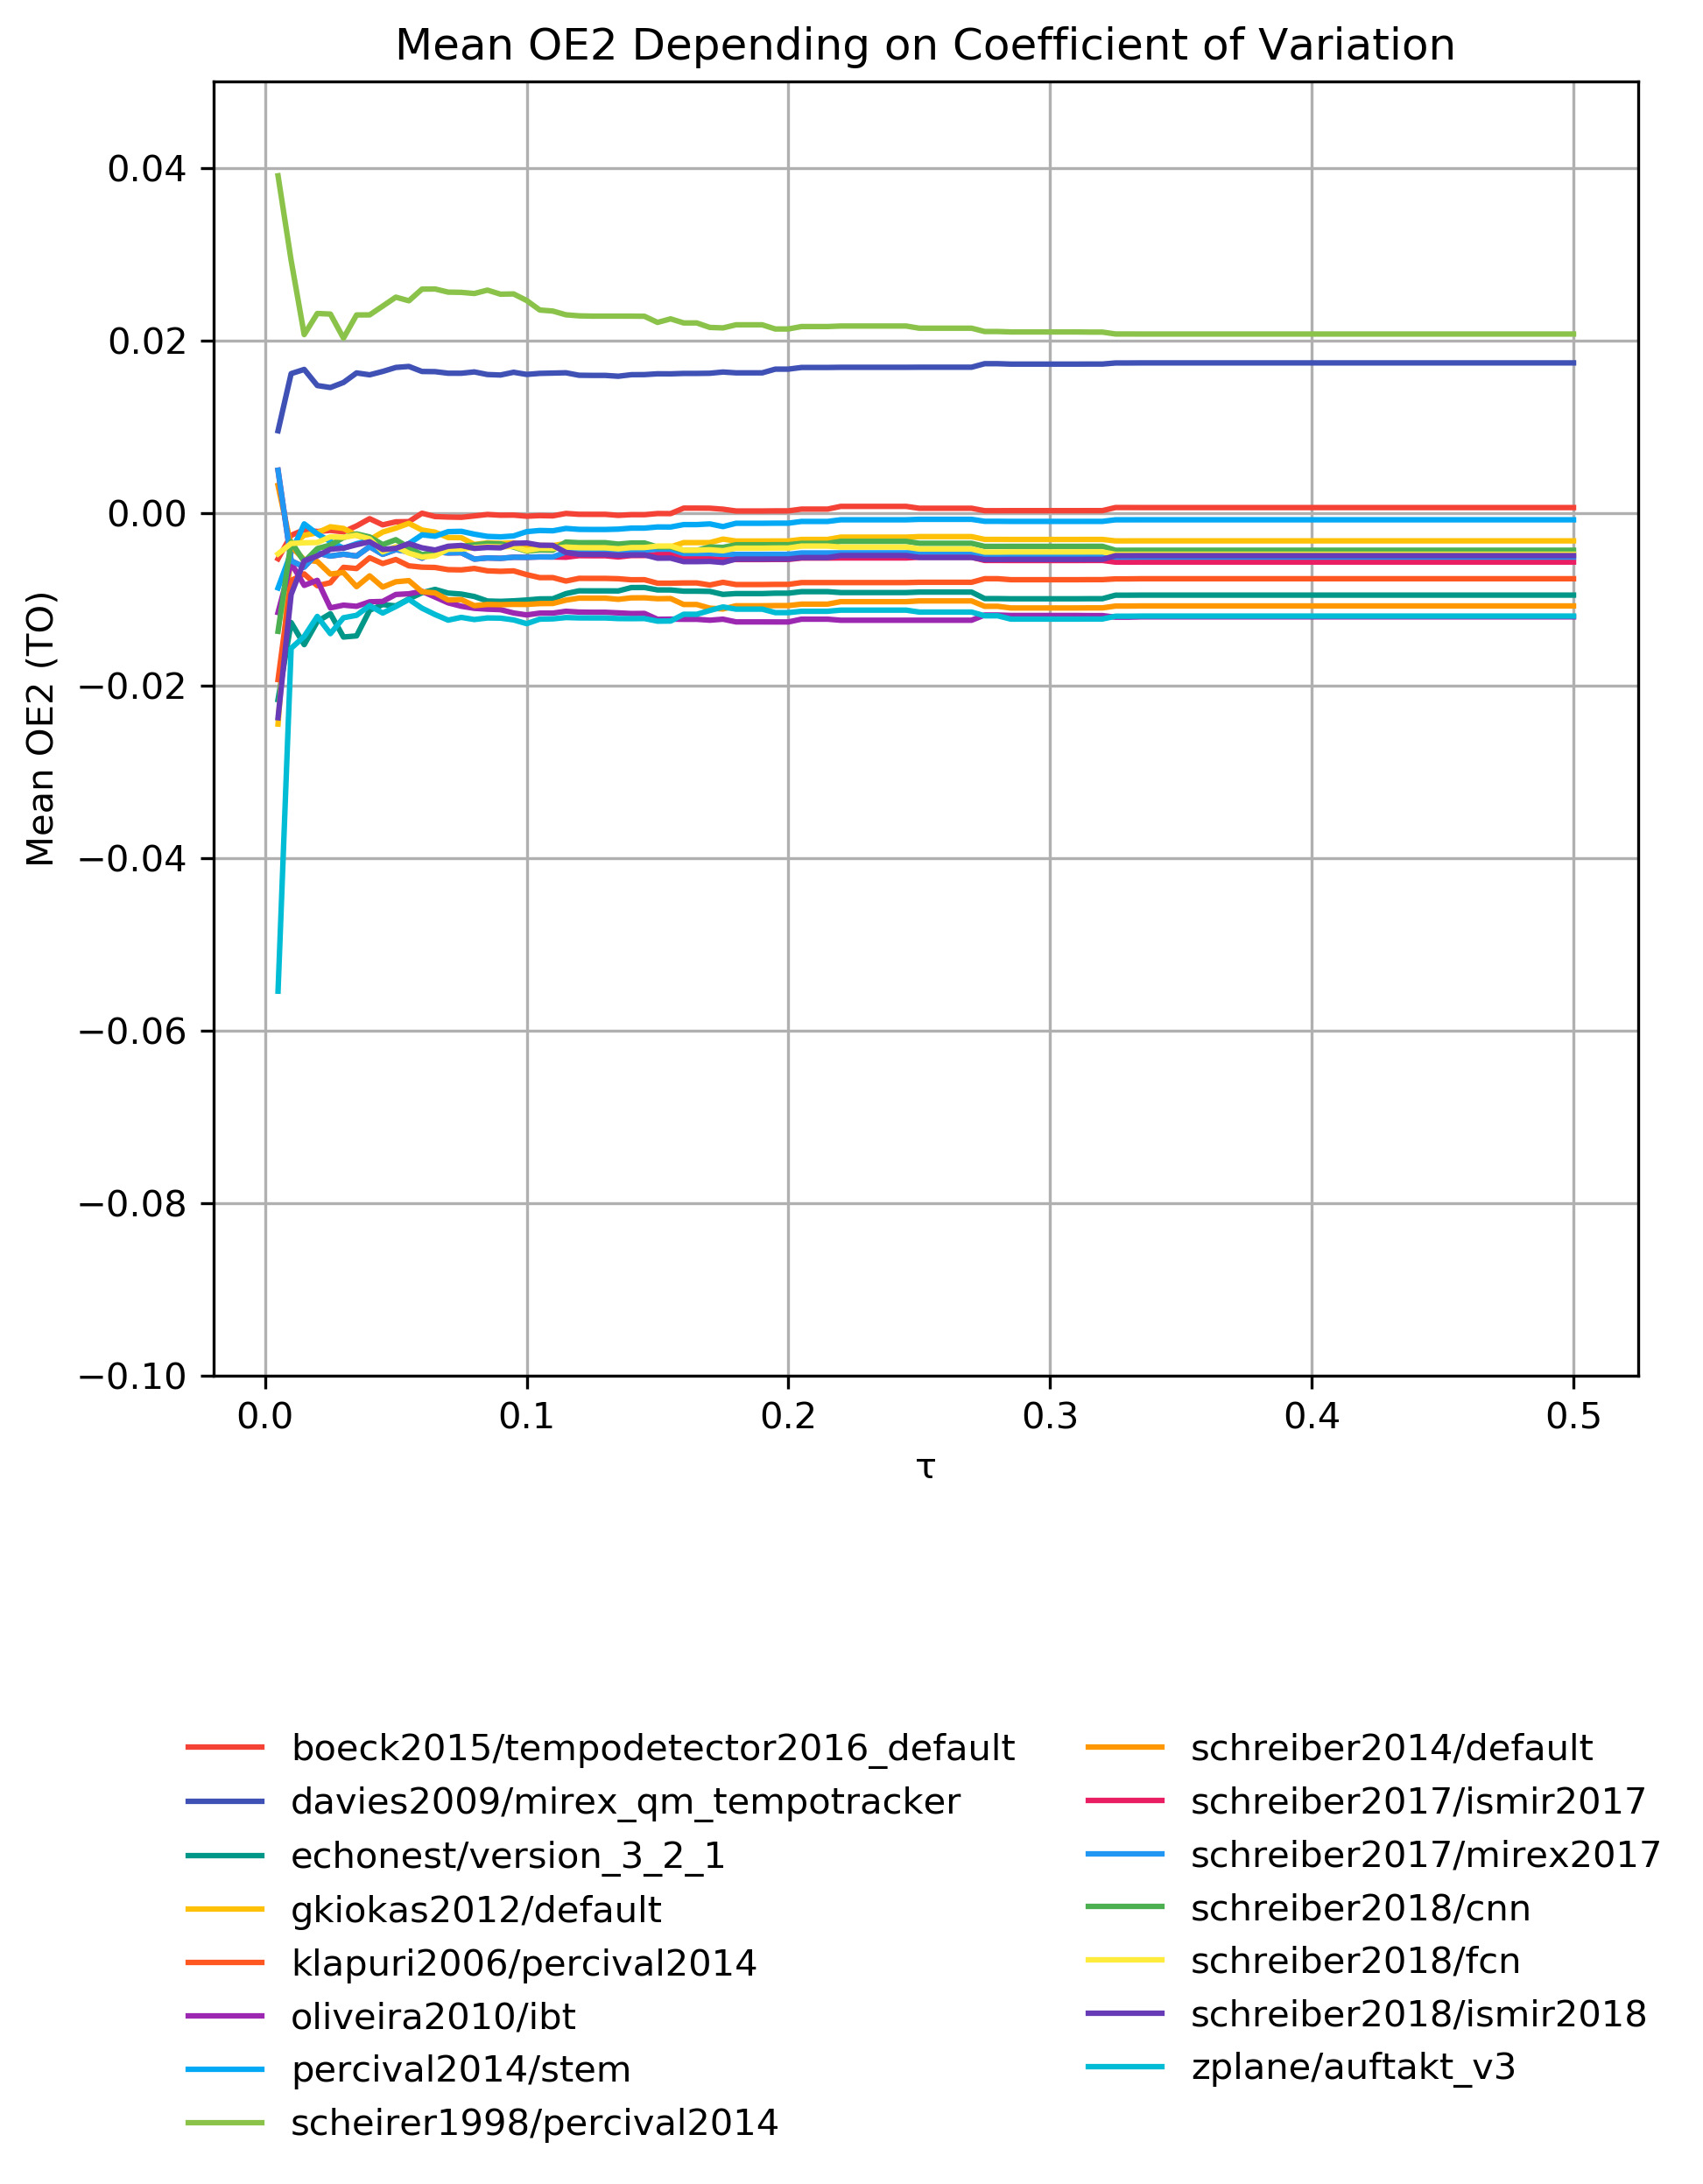 Mean OE2 Depending on Coefficient of Variation
0.04
0.02
0.00
−0.02
−0.04
−0.06
−0.08
−0.10
Mean OE2 (TO)
0.0 0.1 0.2 0.3 0.4 0.5
τ
boeck2015/tempodetector2016_default
davies2009/mirex_qm_tempotracker
echonest/version_3_2_1
gkiokas2012/default
klapuri2006/percival2014
oliveira2010/ibt
percival2014/stem
scheirer1998/percival2014
schreiber2014/default
schreiber2017/ismir2017
schreiber2017/mirex2017
schreiber2018/cnn
schreiber2018/fcn
schreiber2018/ismir2018
zplane/auftakt_v3